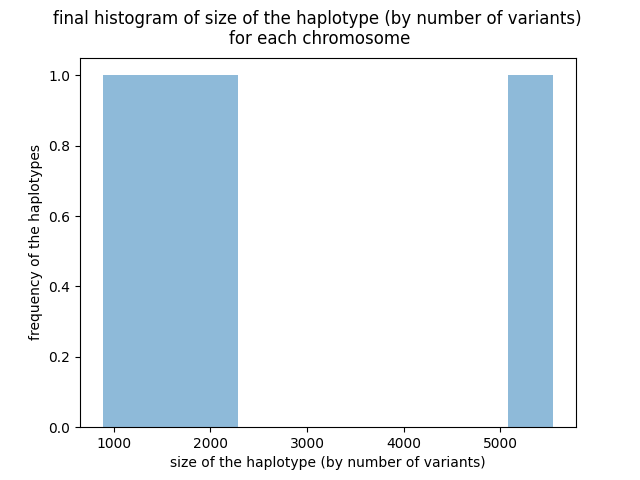 final histogram of size of the haplotype (by number of variants)
for each chromosome
frequency of the haplotypes
1.0
0.8
0.6
0.4
0.2
0.0
1000 2000 3000 4000 5000
size of the haplotype (by number of variants)